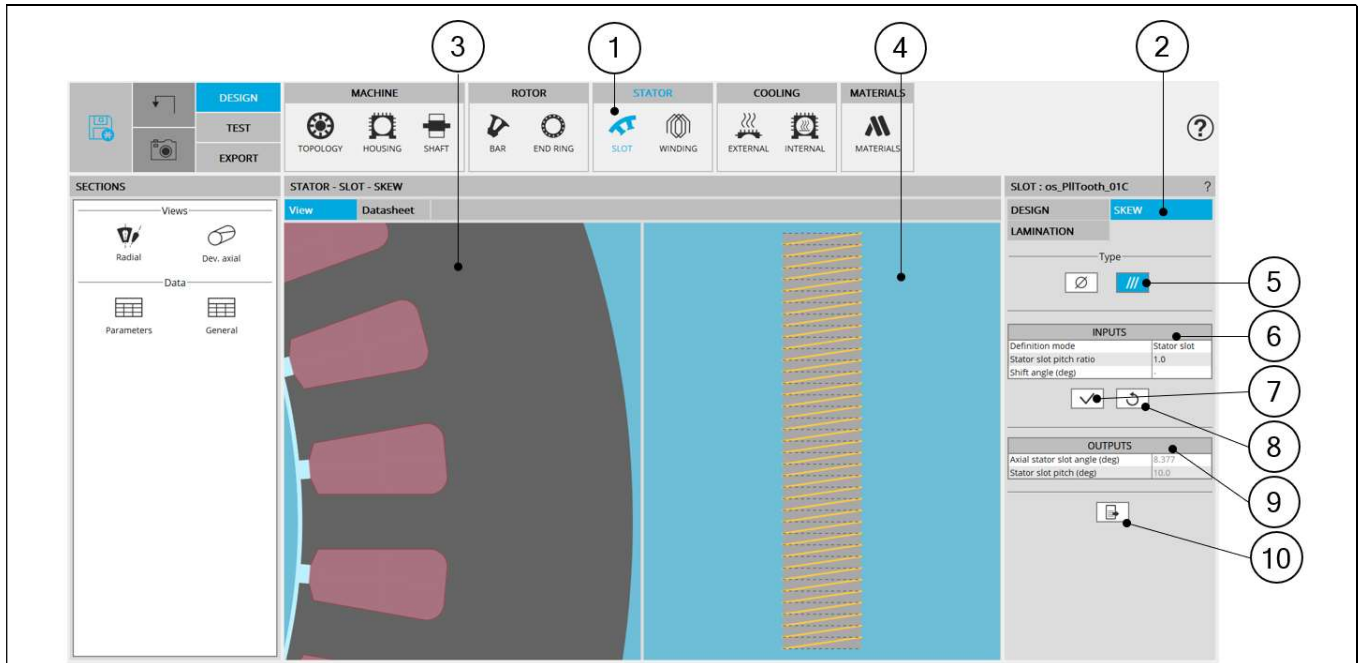 3
1
4
2
DESIGN
TEST
EXPORT
MACHINE
TOPOLOGY
HOUSING
SHAFT
ROTOR
BAR
END RING
STATOR
SLOT
WINDING
COOLING
EXTERNAL
INTERNAL
MATERIALS
MATERIALS
?
SECTIONS
Views
Radial
Dev. axial
Data
Parameters
General
STATOR - SLOT - SKEW
View
Datasheet
SLOT : os_PllTooth_01C
?
DESIGN
SKEW
LAMINATION
Type
5
INPUTS
6
Definition mode Stator slot
Stator slot pitch ratio 1.0
Shift angle (deg) -
7
8
OUTPUTS
Axial stator slot angle (deg) 8.377
Stator slot pitch (deg) 10.0
9
10